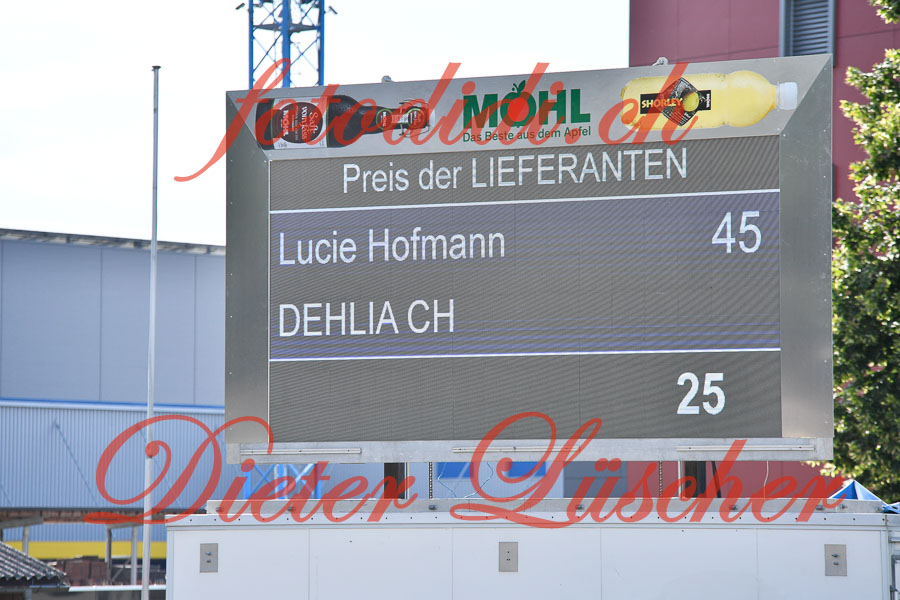 fotodidi.ch
MÖHL
Das Beste aus dem Apfel.
SHORLEY
Preis der LIEFERANTEN
Lucie Hofmann 45
DEHLIA CH
25
Dieter Lüscher